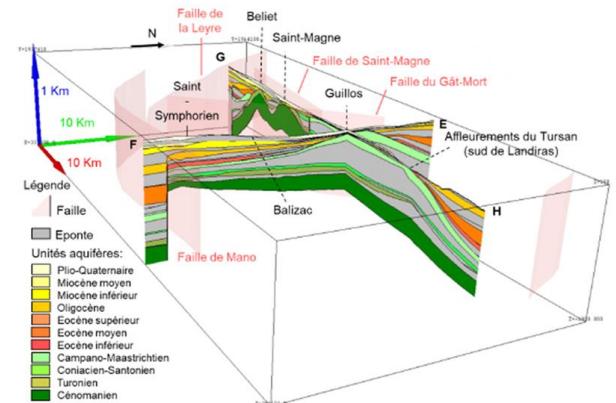 Faille de
la Leyre
Beliet
Saint-Magne
N
G
Faille de Saint-Magne
Faille du Gât-Mort
Guillos
1 Km
Saint
Symphorien
E
Affleurements du Tursan
(sud de Landiras)
10 Km
F
10 Km
Légende
Faille
Balizac
H
Eponte
Faille de Mano
Unités aquifères:
Plio-Quaternaire
Miocène moyen
Miocène inférieur
Oligocène
Eocène supérieur
Eocène moyen
Eocène inférieur
Campano-Maastrichtien
Coniacien-Santonien
Turonien
Cénomanien